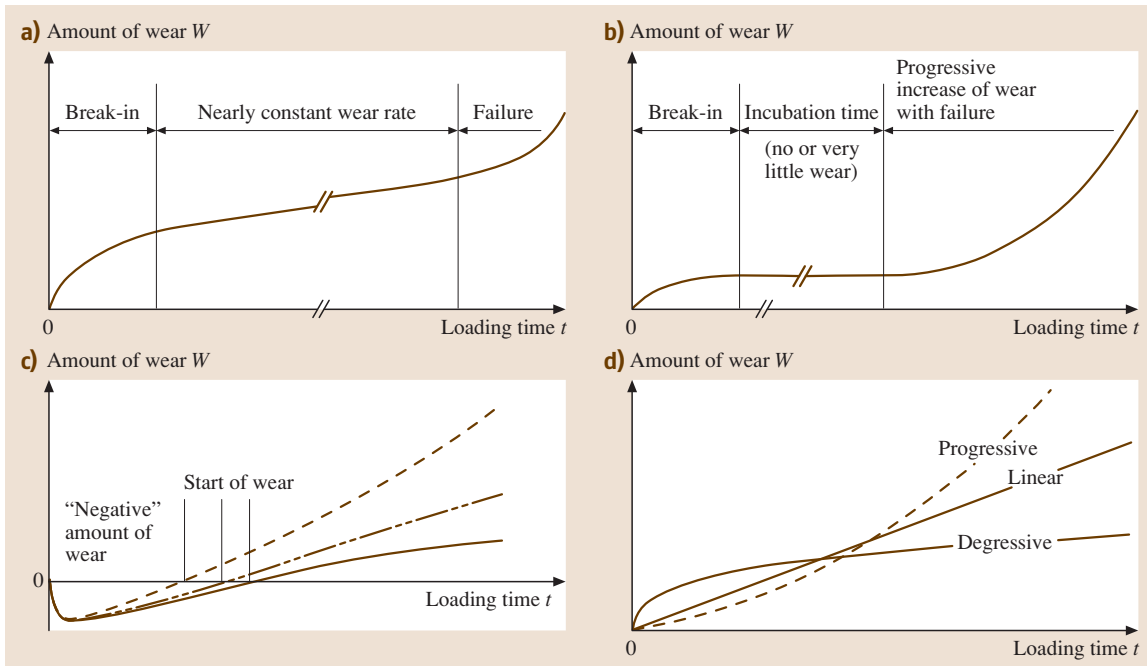 a) Amount of wear W
Break-in
Nearly constant wear rate
Failure
0
Loading time t
b) Amount of wear W
Break-in
Incubation time
(no or very
little wear)
Progressive
increase of wear
with failure
0
Loading time t
c) Amount of wear W
“Negative”
amount of
wear
Start of wear
0
Loading time t
d) Amount of wear W
Progressive
Linear
Degressive
0
Loading time t